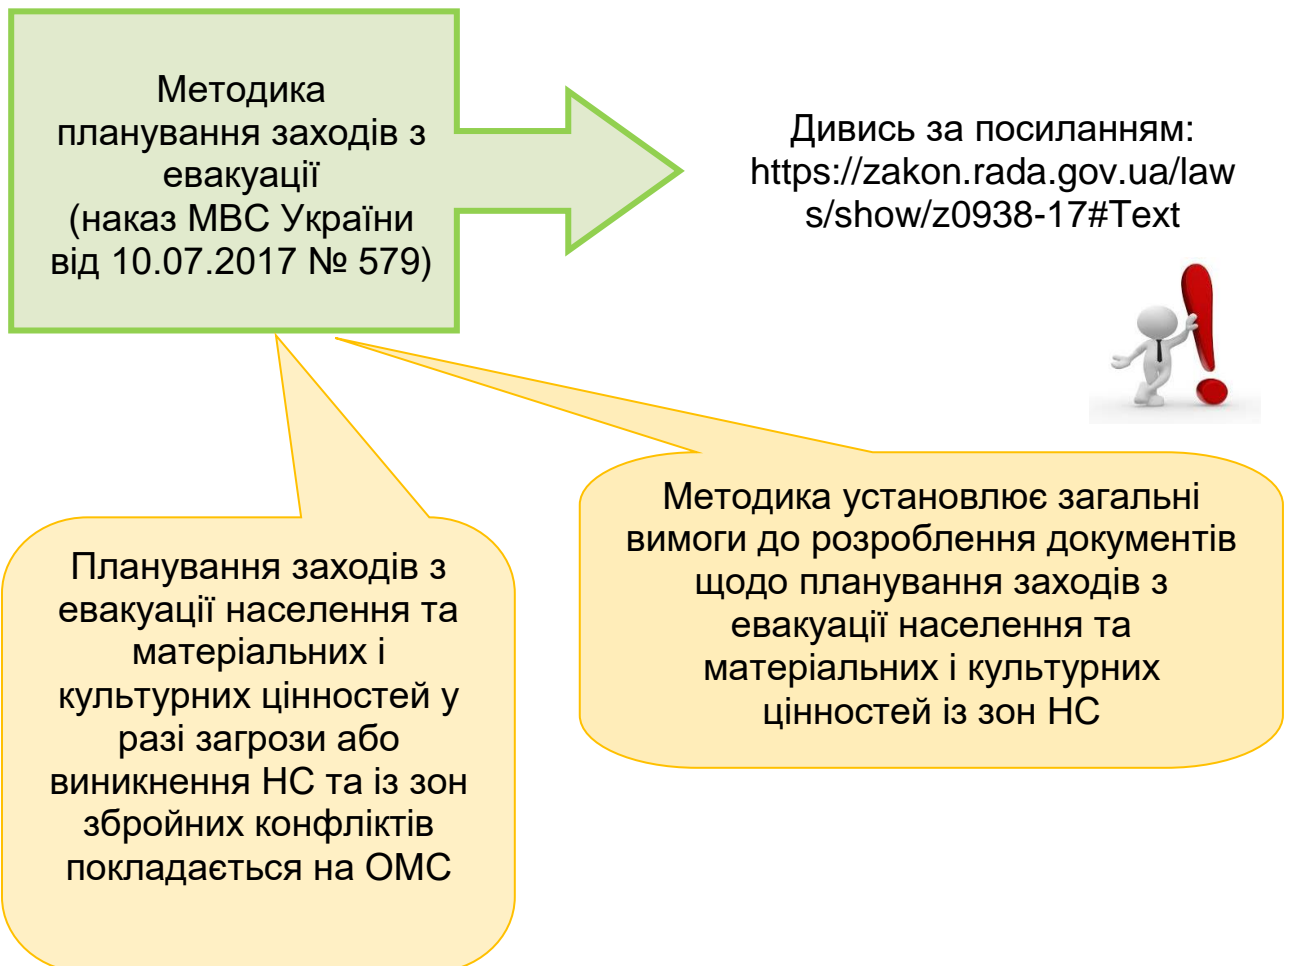 Методика
планування заходів з
евакуації
(наказ МВС України
від 10.07.2017 № 579)
Дивись за посиланням:
https://zakon.rada.gov.ua/law
s/show/z0938-17#Text
Планування заходів з
евакуації населення та
матеріальних і
культурних цінностей у
разі загрози або
виникнення НС та із зон
збройних конфліктів
покладається на ОМС
Методика установлює загальні
вимоги до розроблення документів
щодо планування заходів з
евакуації населення та
матеріальних і культурних
цінностей із зон НС